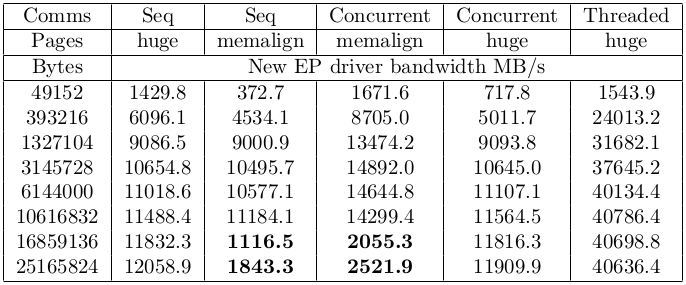 Comms Seq Seq Concurrent Concurrent Threaded
Pages huge memalign memalign huge huge
Bytes New EP driver bandwidth MB/s
49152 1429.8 372.7 1671.6 717.8 1543.9
393216 6096.1 4534.1 8705.0 5011.7 24013.2
1327104 9086.5 9000.9 13474.2 9093.8 31682.1
3145728 10654.8 10495.7 14892.0 10645.0 37645.2
6144000 11018.6 10577.1 14644.8 11107.1 40134.4
10616832 11488.4 11184.1 14299.4 11564.5 40786.4
16859136 11832.3 1116.5 2055.3 11816.3 40698.8
25165824 12058.9 1843.3 2521.9 11909.9 40636.4